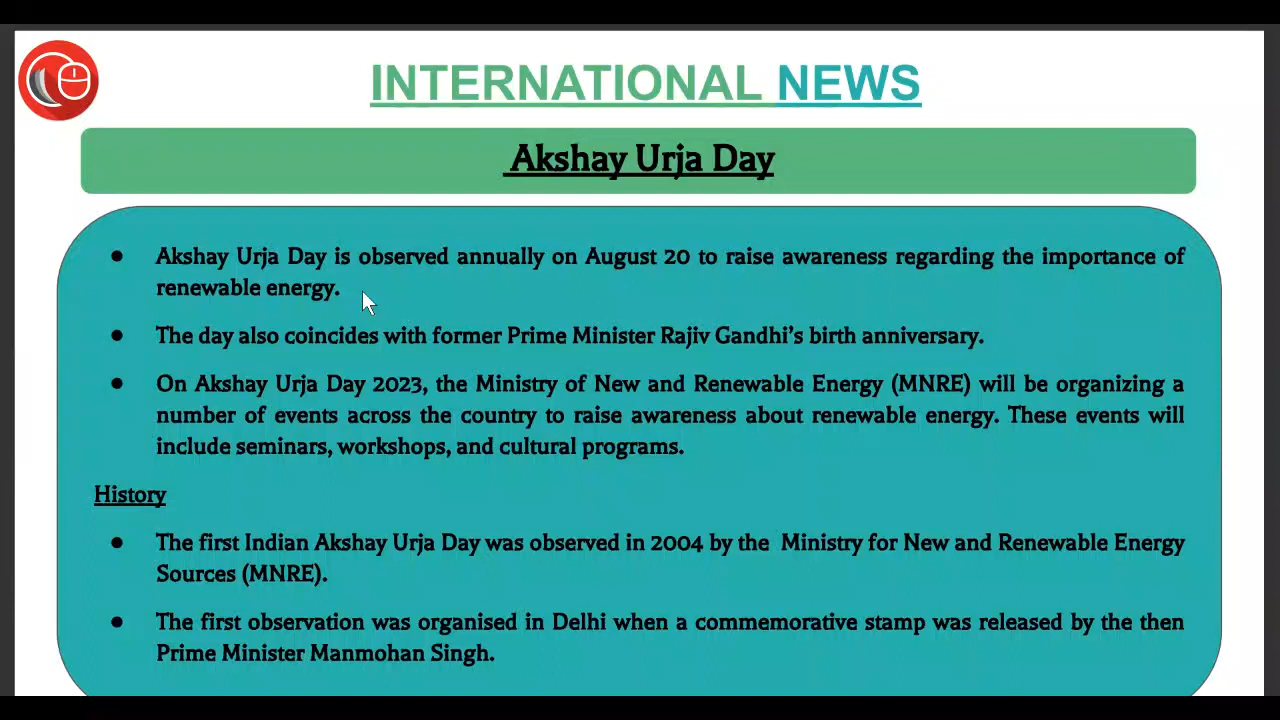 INTERNATIONAL NEWS
Akshay Urja Day
● Akshay Urja Day is observed annually on August 20 to raise awareness regarding the importance of
renewable energy.
● The day also coincides with former Prime Minister Rajiv Gandhi's birth anniversary.
● On Akshay Urja Day 2023, the Ministry of New and Renewable Energy (MNRE) will be organizing a
number of events across the country to raise awareness about renewable energy. These events will
include seminars, workshops, and cultural programs.
History
● The first Indian Akshay Urja Day was observed in 2004 by the Ministry for New and Renewable Energy
Sources (MNRE).
● The first observation was organised in Delhi when a commemorative stamp was released by the then
Prime Minister Manmohan Singh.